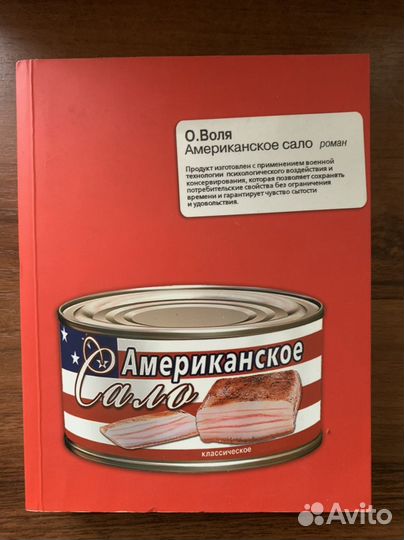 О.Воля
Американское сало роман
Продукт изготовлен с применением военной
технологии психологического воздействия и
консервирования, которая позволяет сохранять
потребительские свойства без ограничения
времени и гарантирует чувство сытости
и удовольствия.
Американское
Сало
классическое
Avito